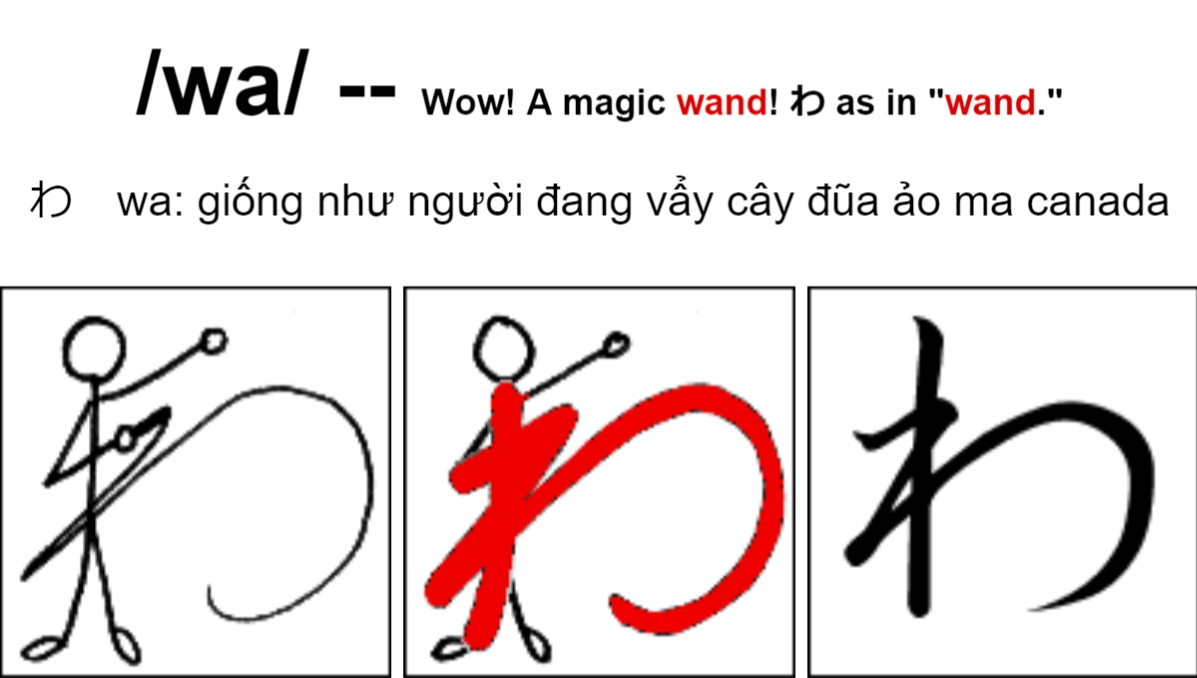 /wa/ -- Wow! A magic wand! わ as in "wand."
わ wa: giống như người đang vẩy cây đũa ảo ma canada
わ